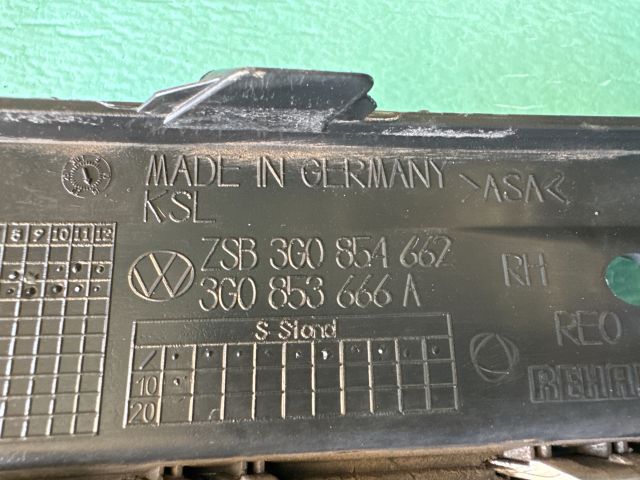 MADE IN GERMANY >ASA<
KSL
8 9 10 11 12
ZSB 3G0 854 662
3G0 853 666 A
RH
S-Stand
10
20
REO
REHA